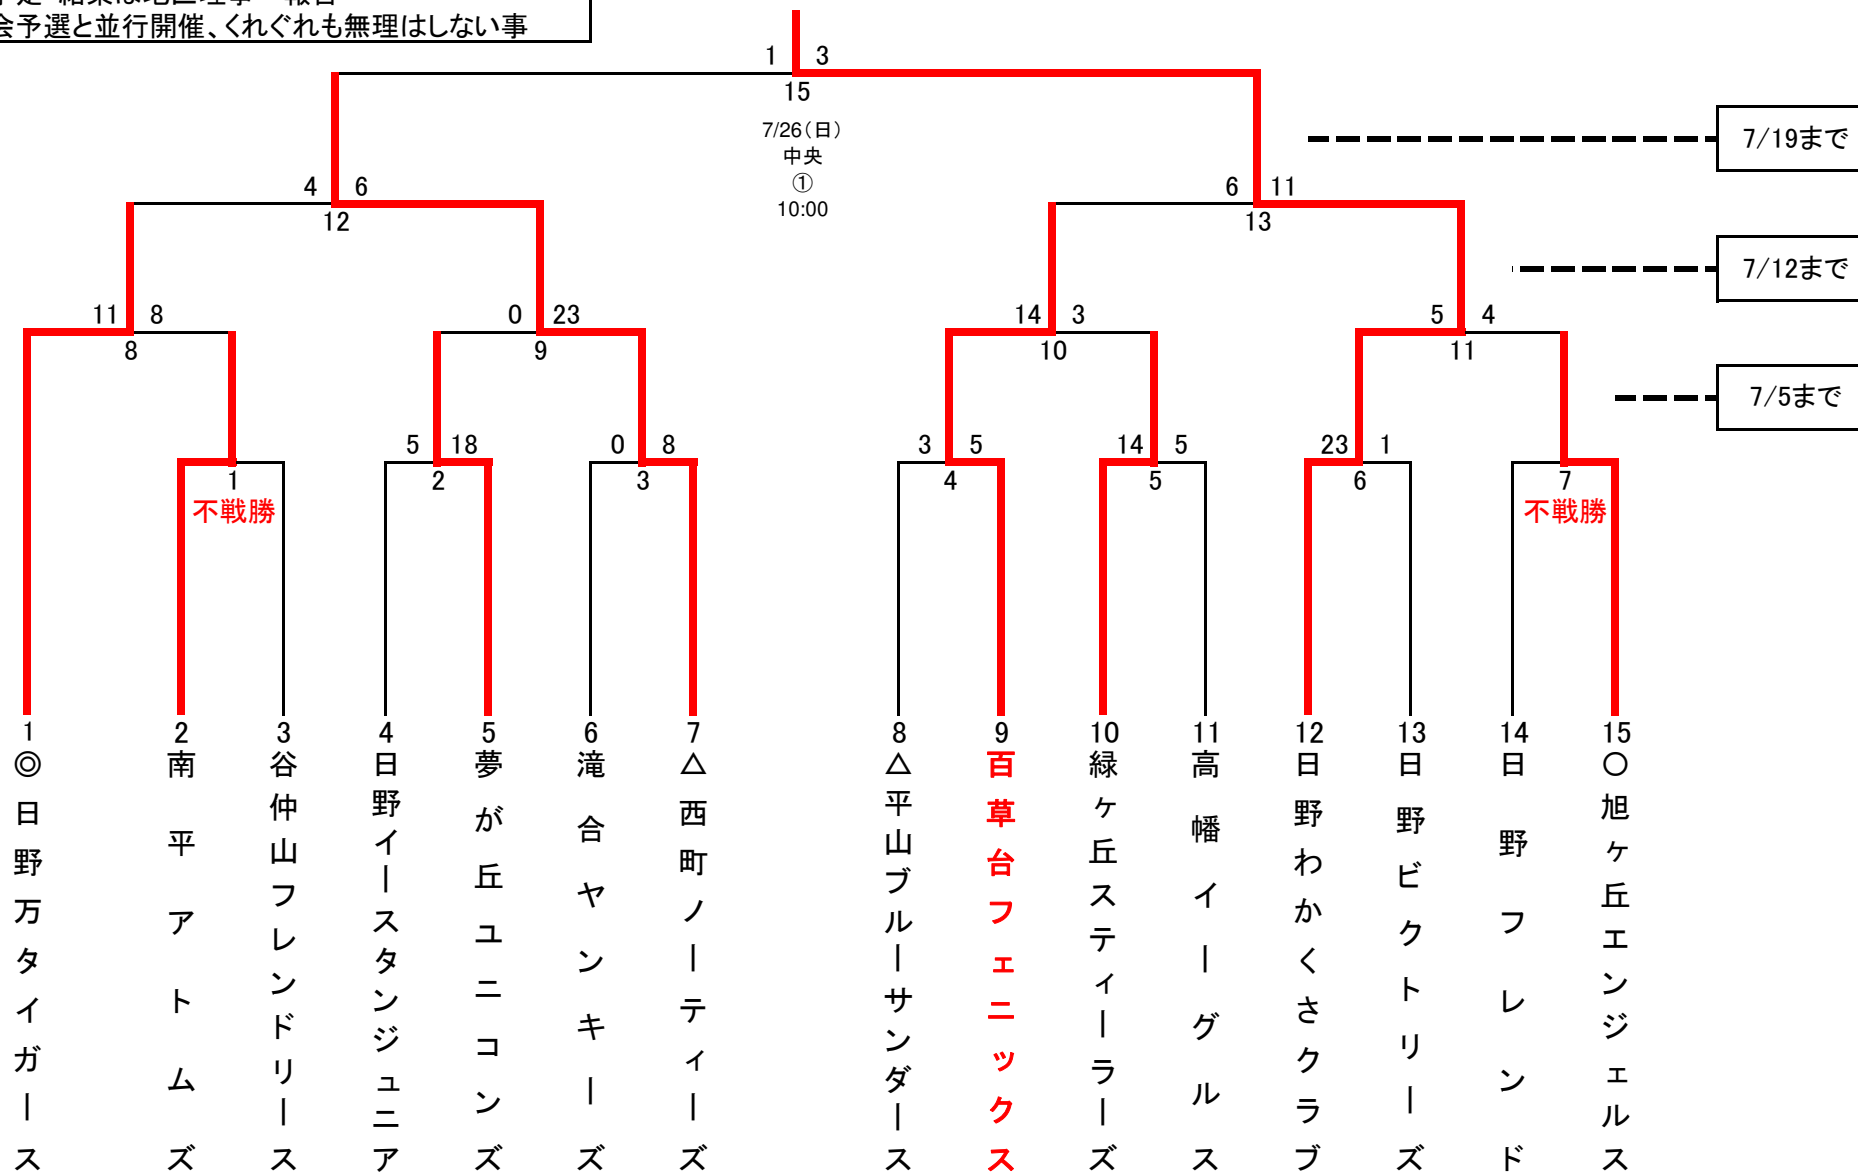 会予選と並行開催、くれぐれも無理はしない事
1 3
15
7/26(日)
中央
①
10:00
7/19まで
4 6
12
6 11
13
7/12まで
11 8
8
0 23
9
14 3
10
5 4
11
7/5まで
1
不戦勝
5 18
2
0 8
3
3 5
4
14 5
5
23 1
6
7
不戦勝
1
◎日野万タイガース
2
南平アトムズ
3
谷仲山フレンドリース
4
日野イースタンジュニア
5
夢が丘ユニコンズ
6
滝合ヤンキーズ
7
△西町ノーティーズ
8
△平山ブルーサンダース
9
百草台フェニックス
10
緑ヶ丘スティーラーズ
11
高幡イーグルス
12
日野わかくさクラブ
13
日野ビクトリーズ
14
日野フレンド
15
○旭ヶ丘エンジェルス